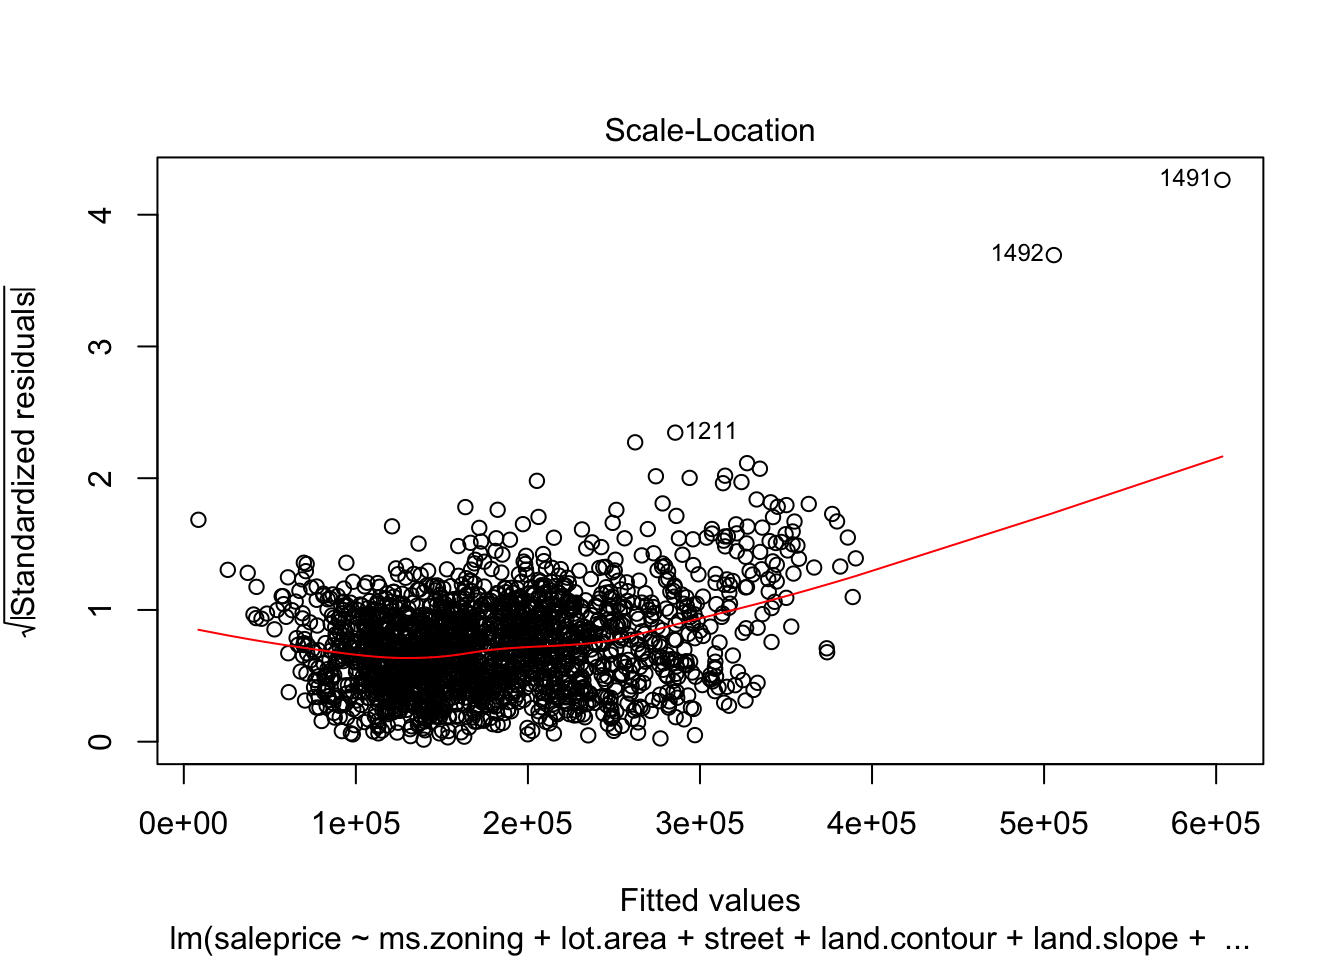 Scale-Location
1491
1492
1211
√|Standardized residuals|
4
3
2
1
0
0e+00 1e+05 2e+05 3e+05 4e+05 5e+05 6e+05
Fitted values
lm(saleprice ~ ms.zoning + lot.area + street + land.contour + land.slope + ...